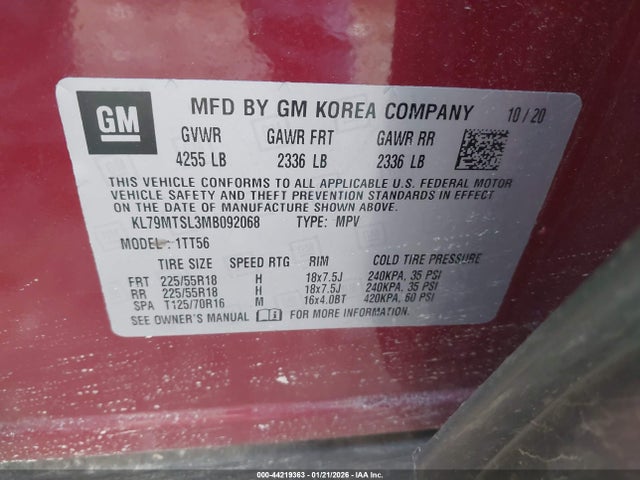 GM
MFD BY GM KOREA COMPANY 10/20
GVWR GAWR FRT GAWR RR
4255 LB 2336 LB 2336 LB
THIS VEHICLE CONFORMS TO ALL APPLICABLE U.S. FEDERAL MOTOR
VEHICLE SAFETY AND THEFT PREVENTION STANDARDS IN EFFECT
ON THE DATE OF MANUFACTURE SHOWN ABOVE.
KL79MTSL3MB092068 TYPE: MPV
MODEL: 1TT56
TIRE SIZE SPEED RTG RIM COLD TIRE PRESSURE
FRT 225/55R18 H 18x7.5J 240KPA, 35 PSI
RR 225/55R18 H 18x7.5J 240KPA, 35 PSI
SPA T125/70R16 M 16x4.0BT 420KPA, 60 PSI
SEE OWNER'S MANUAL FOR MORE INFORMATION.
000-44219363 - 01/21/2026 - IAA Inc.